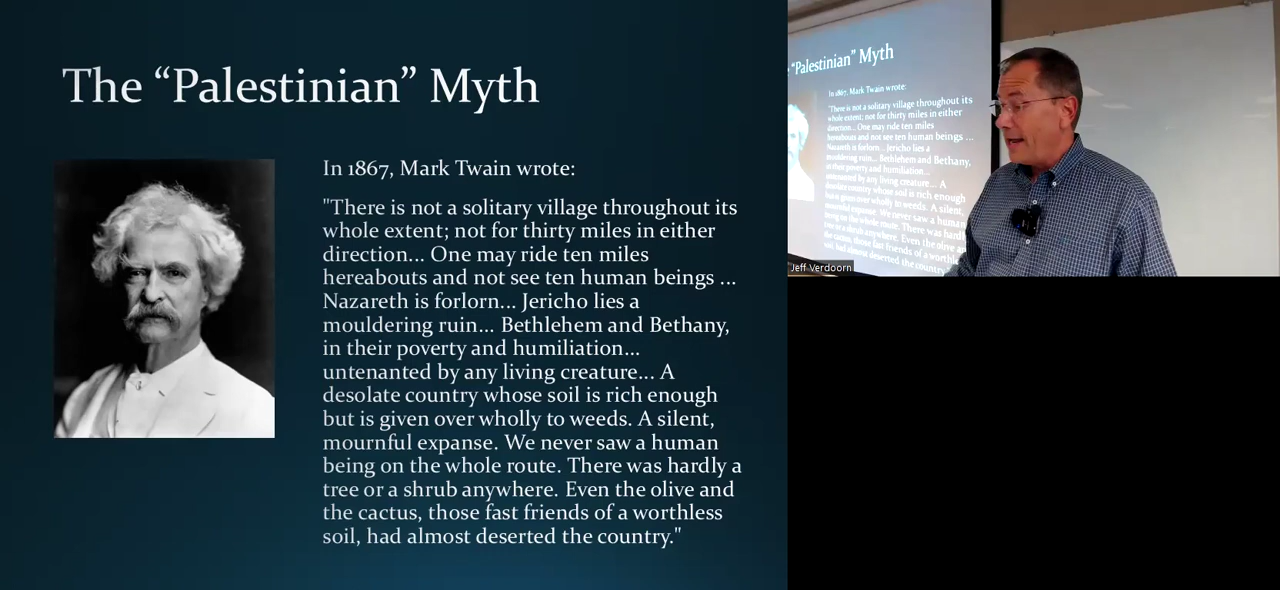 The “Palestinian” Myth
In 1867, Mark Twain wrote:
"There is not a solitary village throughout its
whole extent; not for thirty miles in either
direction... One may ride ten miles
hereabouts and not see ten human beings ...
Nazareth is forlorn... Jericho lies a
mouldering ruin... Bethlehem and Bethany,
in their poverty and humiliation...
untenanted by any living creature... A
desolate country whose soil is rich enough
but is given over wholly to weeds. A silent,
mournful expanse. We never saw a human
being on the whole route. There was hardly a
tree or a shrub anywhere. Even the olive and
the cactus, those fast friends of a worthless
soil, had almost deserted the country."
“Palestinian” Myth
In 1867, Mark Twain wrote:
"There is not a solitary village throughout its
whole extent; not for thirty miles in either
direction... One may ride ten miles
hereabouts and not see ten human beings ...
Nazareth is forlorn... Jericho lies a
mouldering ruin... Bethlehem and Bethany,
in their poverty and humiliation...
untenanted by any living creature... A
desolate country whose soil is rich enough
but is given over wholly to weeds. A silent,
mournful expanse. We never saw a human
being on the whole route. There was hardly
tree or a shrub anywhere. Even the olive an
the cactus, those fast friends of a worthle
soil, had almost deserted the country."
Jeff Verdoorn